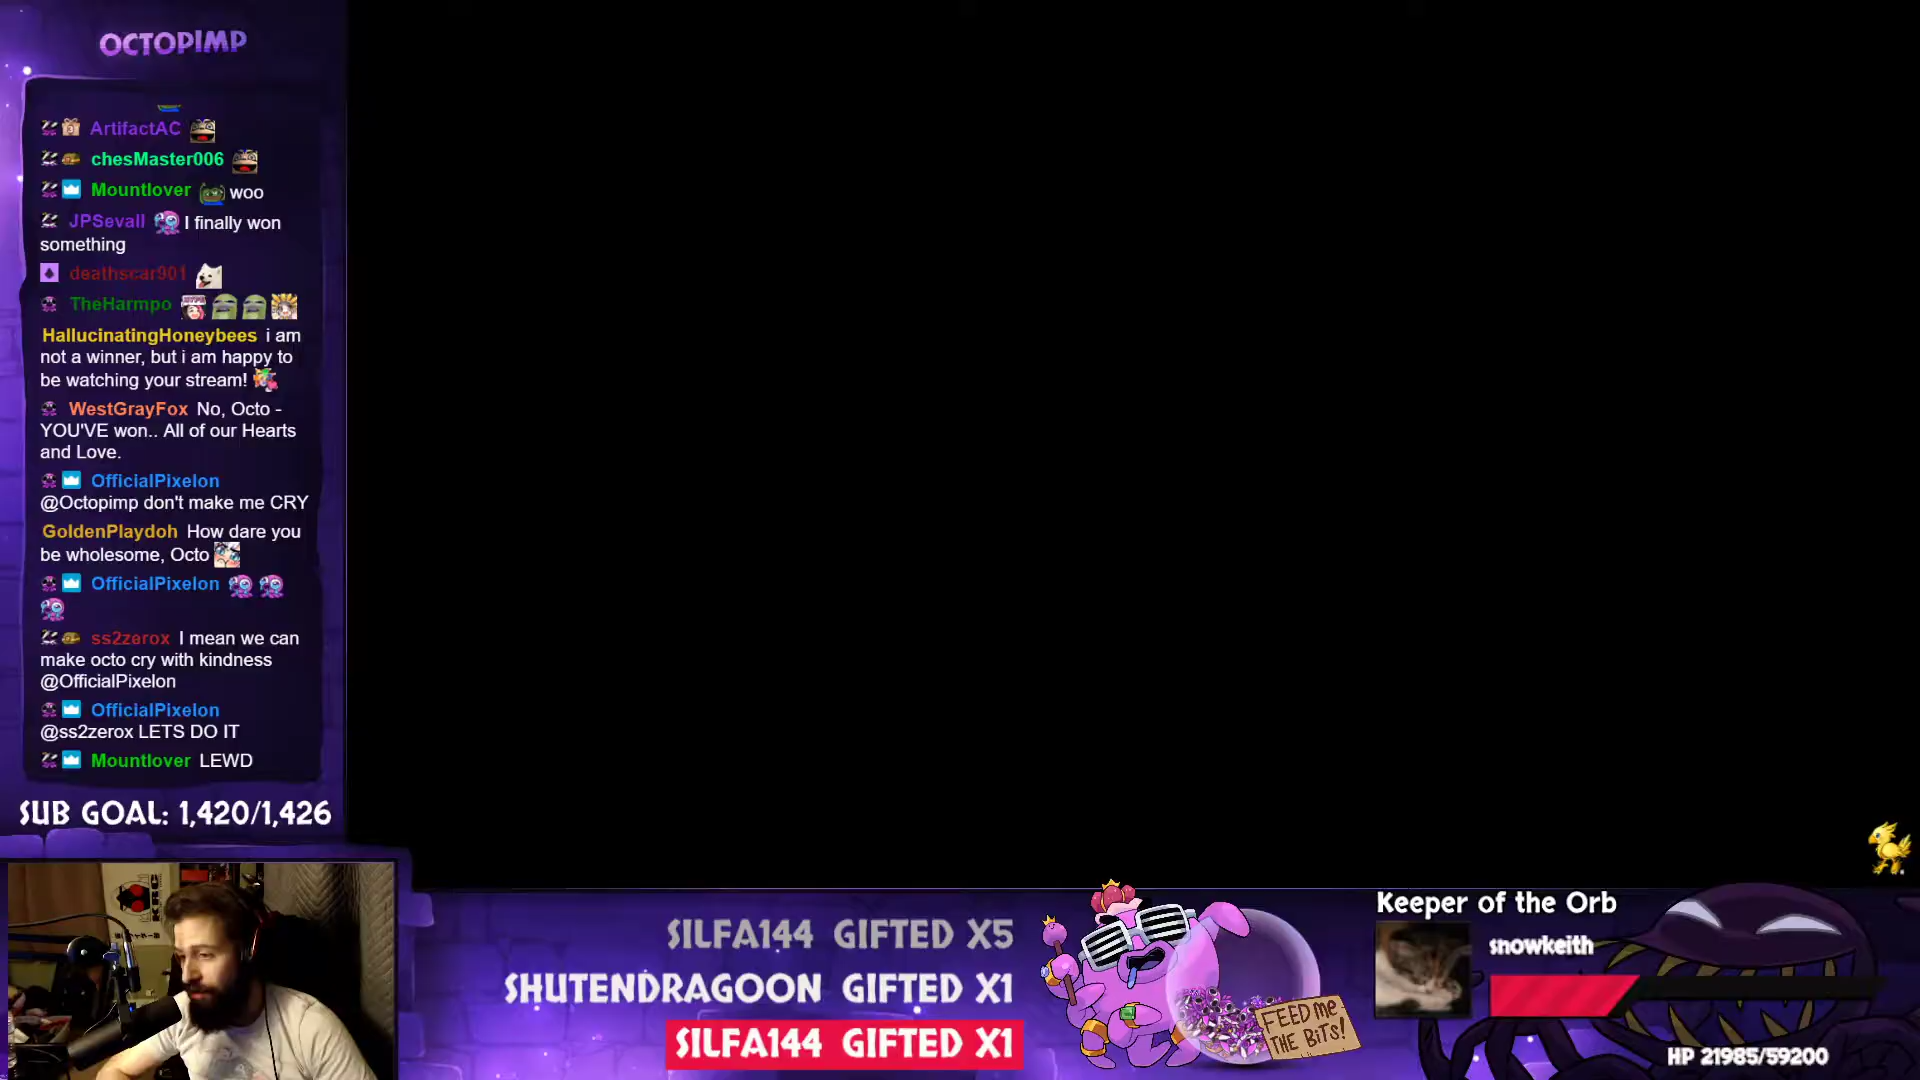 OCTOPIMP
ArtifactAC
chesMaster006
Mountlover woo
JPSevall I finally won
something
deathscar901
TheHarmpo
HallucinatingHoneybees i am
not a winner, but i am happy to
be watching your stream!
WestGrayFox No, Octo -
YOU'VE won.. All of our Hearts
and Love.
OfficialPixelon
@Octopimp don't make me CRY
GoldenPlaydoh How dare you
be wholesome, Octo
OfficialPixelon
ss2zerox I mean we can
make octo cry with kindness
@OfficialPixelon
OfficialPixelon
@ss2zerox LETS DO IT
Mountlover LEWD
SUB GOAL: 1,420/1,426
SILFA144 GIFTED X5
SHUTENDRAGOON GIFTED X1
SILFA144 GIFTED X1
FEED ME
THE BITS!
Keeper of the Orb
snowkeith
HP 21985/59200